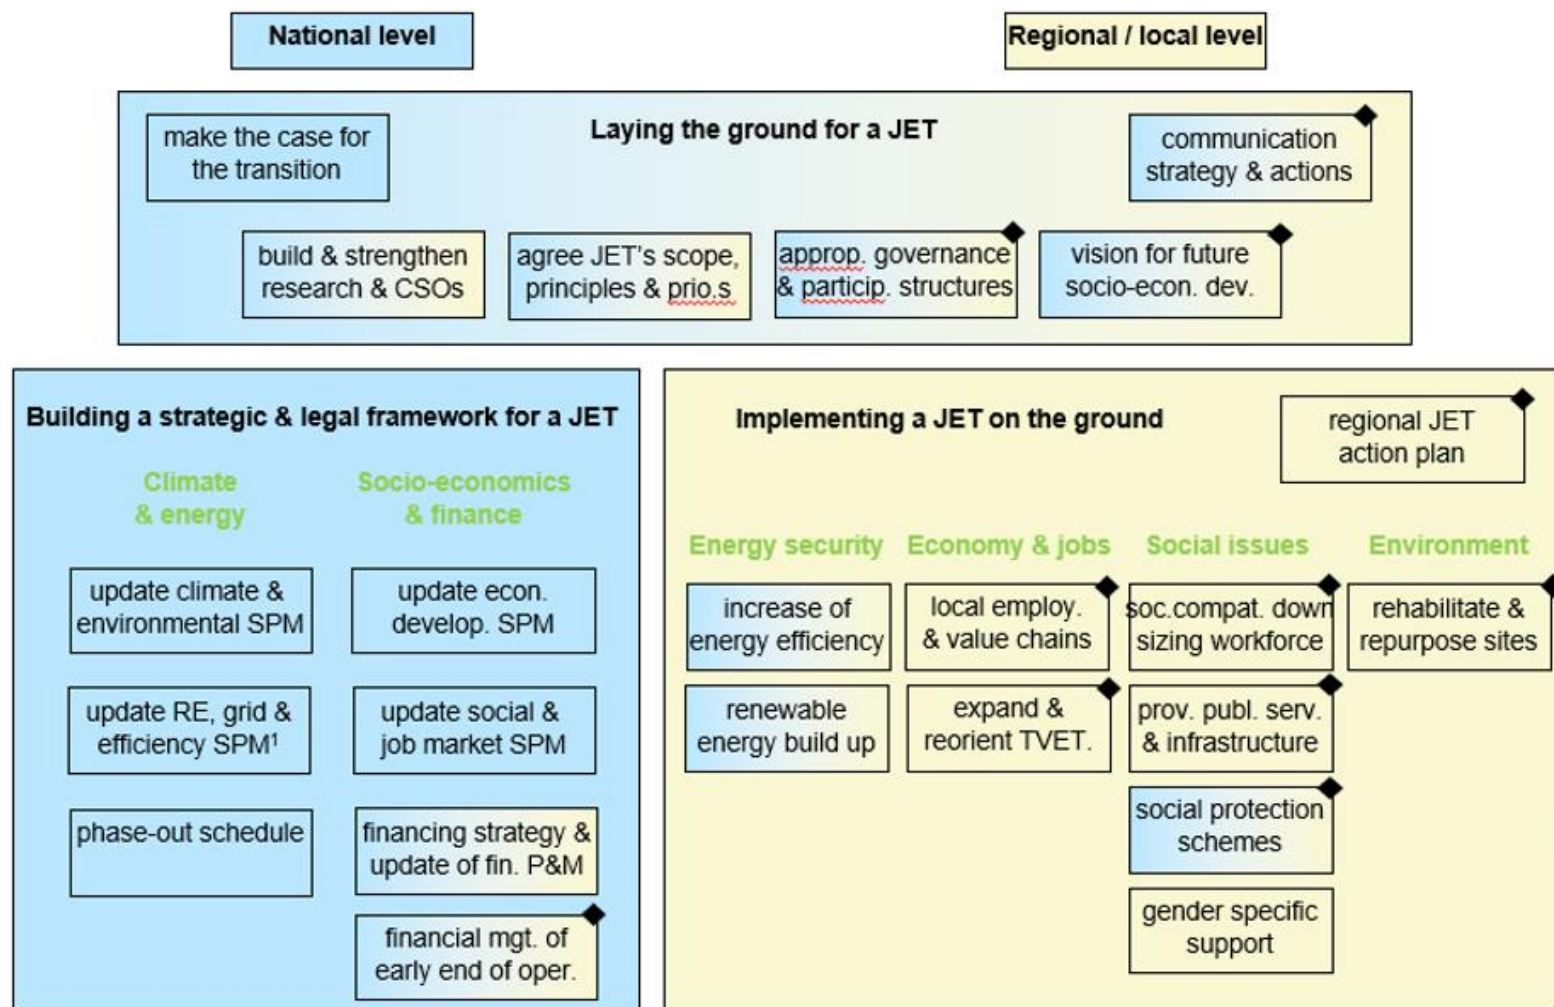 National level
Regional / local level
Laying the ground for a JET
make the case for
the transition
communication
strategy & actions
build & strengthen
research & CSOs
agree JET's scope,
principles & prio.s
approp. governance
& particip. structures
vision for future
socio-econ. dev.
Building a strategic & legal framework for a JET
Climate
& energy
Socio-economics
& finance
update climate &
environmental SPM
update econ.
develop. SPM
update RE, grid &
efficiency SPM¹
update social &
job market SPM
phase-out schedule
financing strategy &
update of fin. P&M
financial mgt. of
early end of oper.
Implementing a JET on the ground
regional JET
action plan
Energy security
Economy & jobs
Social issues
Environment
increase of
energy efficiency
local employ.
& value chains
soc.compat. down
sizing workforce
rehabilitate &
repurpose sites
renewable
energy build up
expand &
reorient TVET.
prov. publ. serv.
& infrastructure
social protection
schemes
gender specific
support